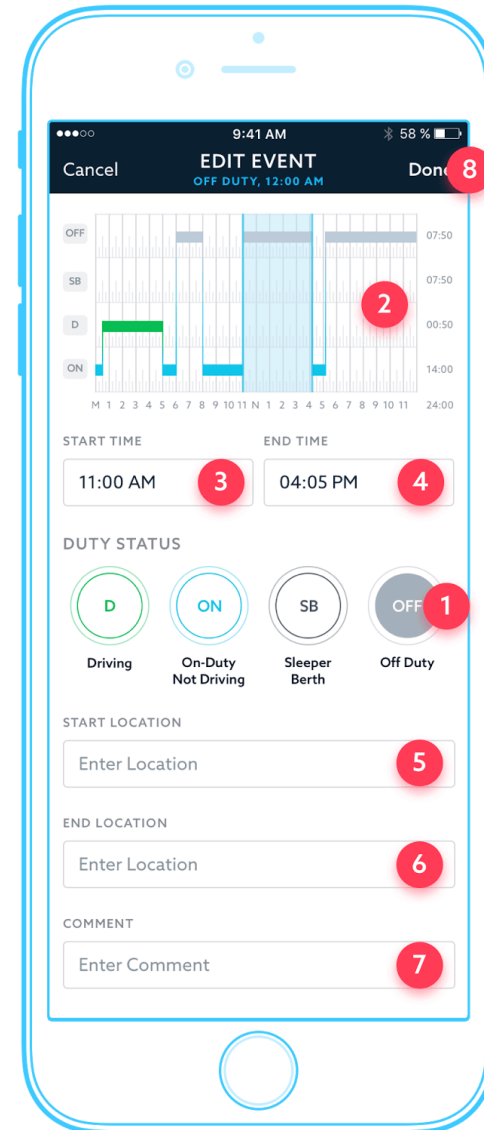 9:41 AM 58 %
Cancel EDIT EVENT Done 8
OFF DUTY, 12:00 AM
OFF 07:50
SB 07:50
2
D 00:50
ON 14:00
M 1 2 3 4 5 6 7 8 9 10 11 N 1 2 3 4 5 6 7 8 9 10 11 24:00
START TIME END TIME
11:00 AM 3 04:05 PM 4
DUTY STATUS
D ON SB OFF 1
Driving On-Duty Sleeper Off Duty
Not Driving Berth
START LOCATION
Enter Location 5
END LOCATION
Enter Location 6
COMMENT
Enter Comment 7